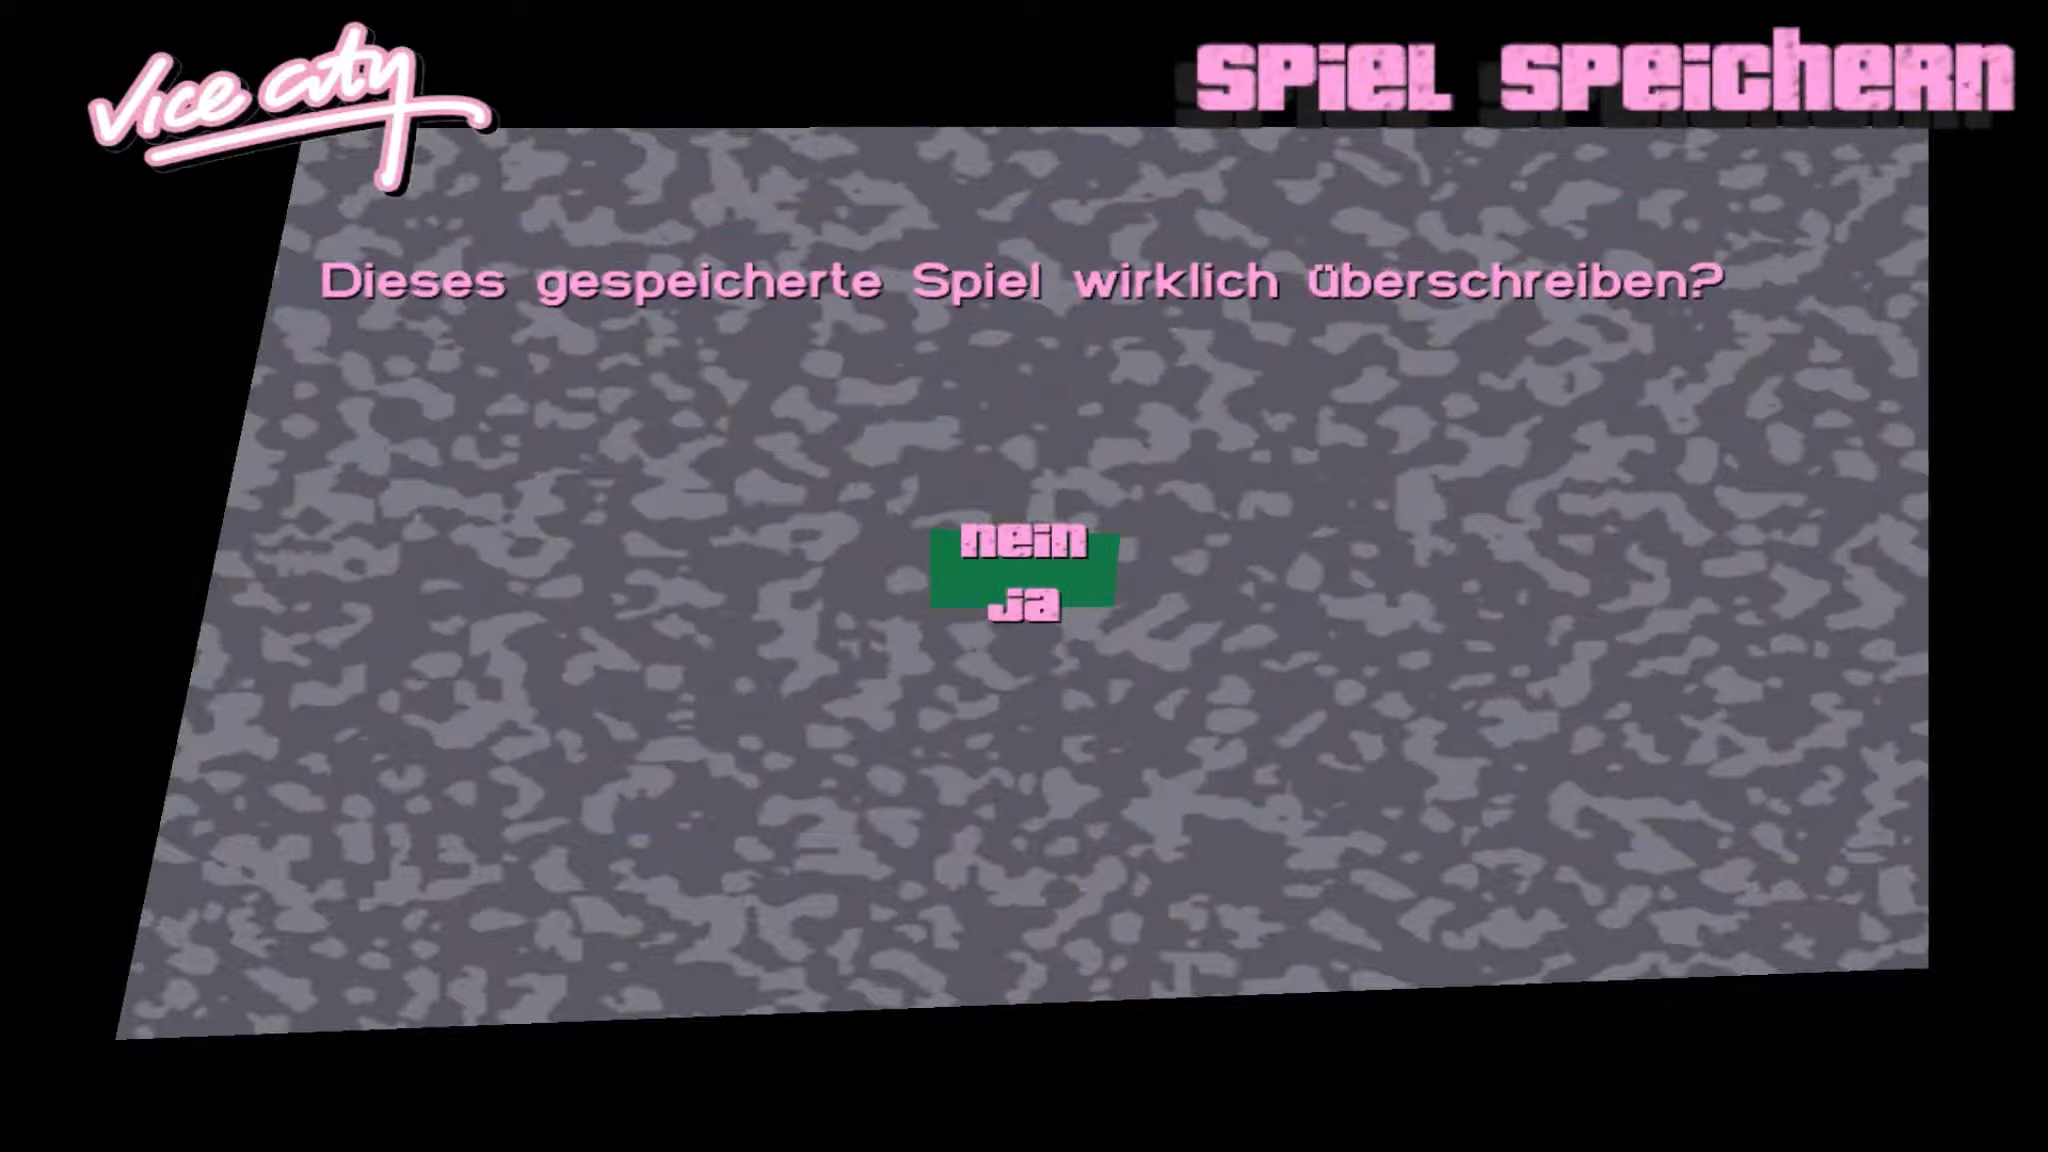 Vice City
SPIEL SPEICHERN
Dieses gespeicherte Spiel wirklich überschreiben?
nein
ja